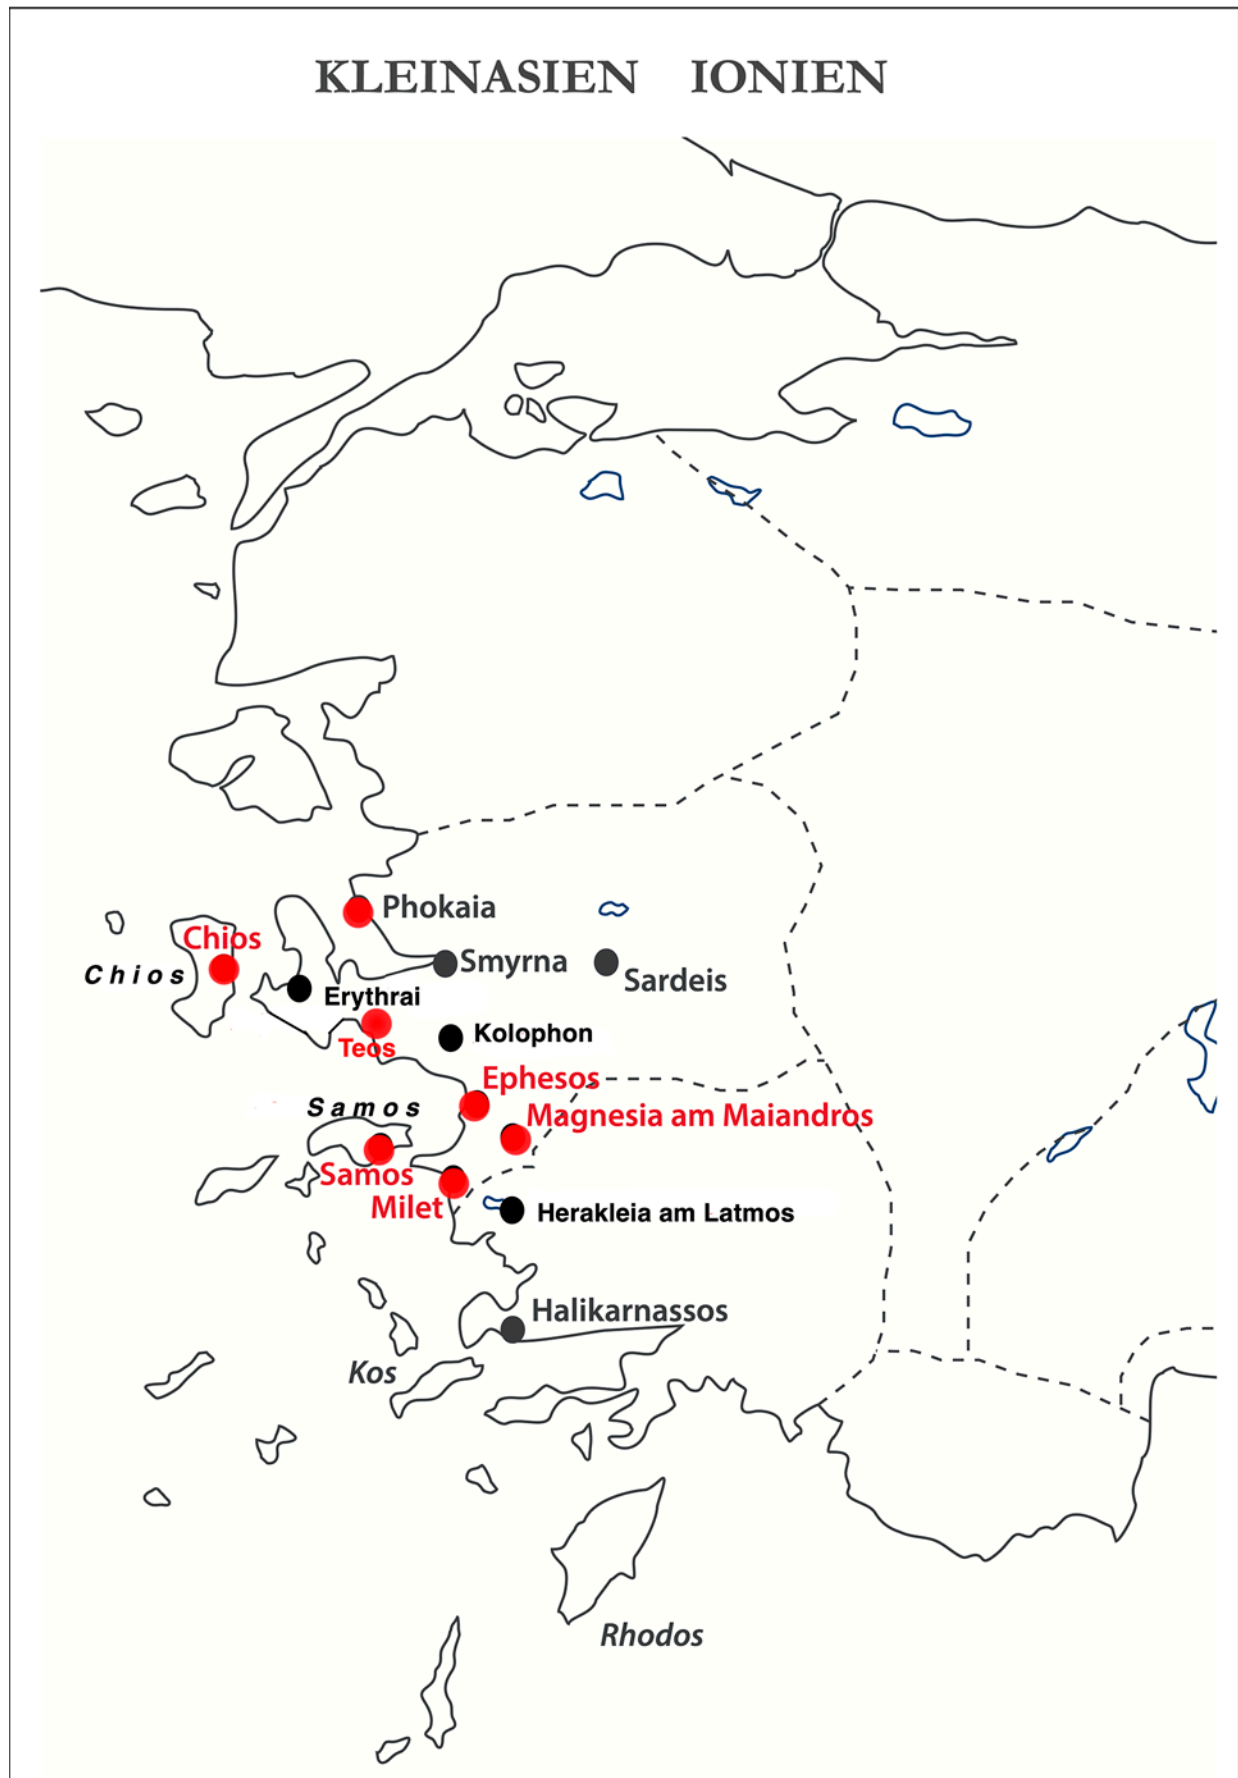 KLEINASIEN IONIEN
Phokaia
Chios
Chios
Smyrna
Sardeis
Erythrai
Kolophon
Teos
Ephesos
Samos
Magnesia am Maiandros
Samos
Milet
Herakleia am Latmos
Halikarnassos
Kos
Rhodos